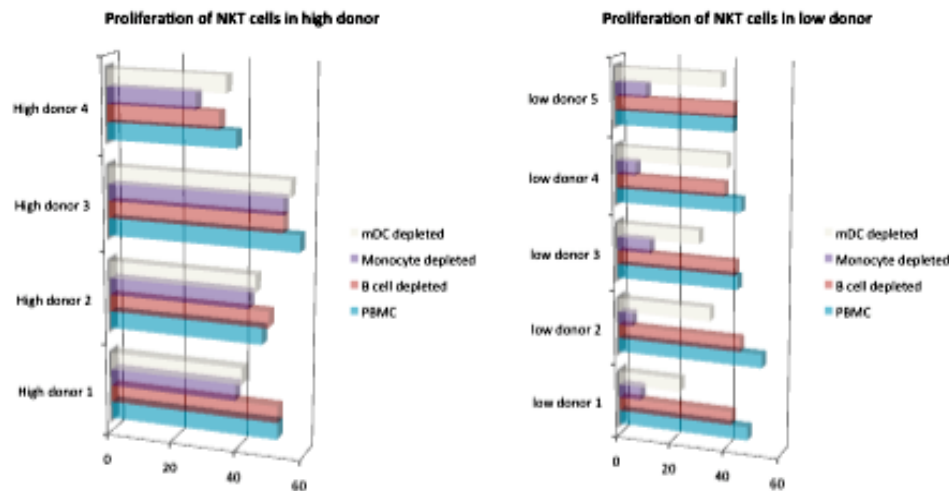 Proliferation of NKT cells in high donor
High donor 4
High donor 3
High donor 2
High donor 1
0
20
40
60
mDC depleted
Monocyte depleted
B cell depleted
PBMC
Proliferation of NKT cells in low donor
low donor 5
low donor 4
low donor 3
low donor 2
low donor 1
0
20
40
60
mDC depleted
Monocyte depleted
B cell depleted
PBMC